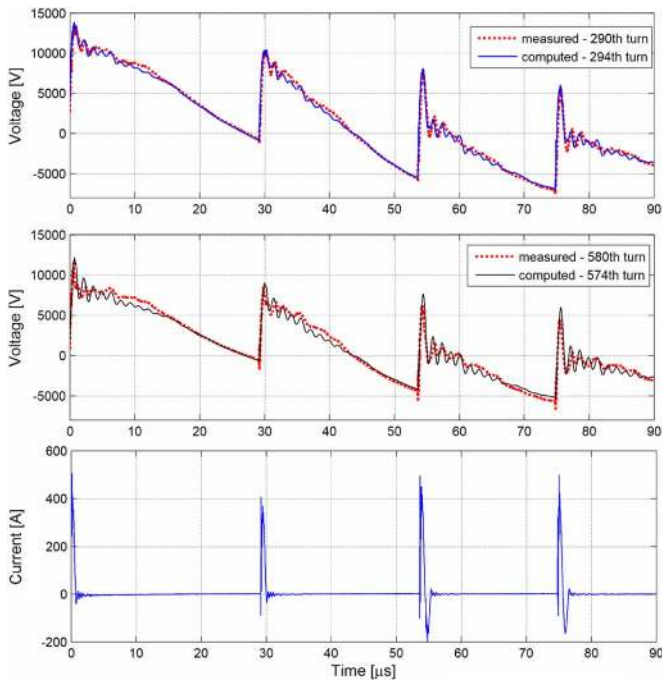 15000
10000
5000
0
-5000
Voltage [V]
measured - 290th turn
computed - 294th turn
0 10 20 30 40 50 60 70 80 90
15000
10000
5000
0
-5000
Voltage [V]
measured - 580th turn
computed - 574th turn
0 10 20 30 40 50 60 70 80 90
600
400
200
0
-200
Current [A]
0 10 20 30 40 50 60 70 80 90
Time [μs]